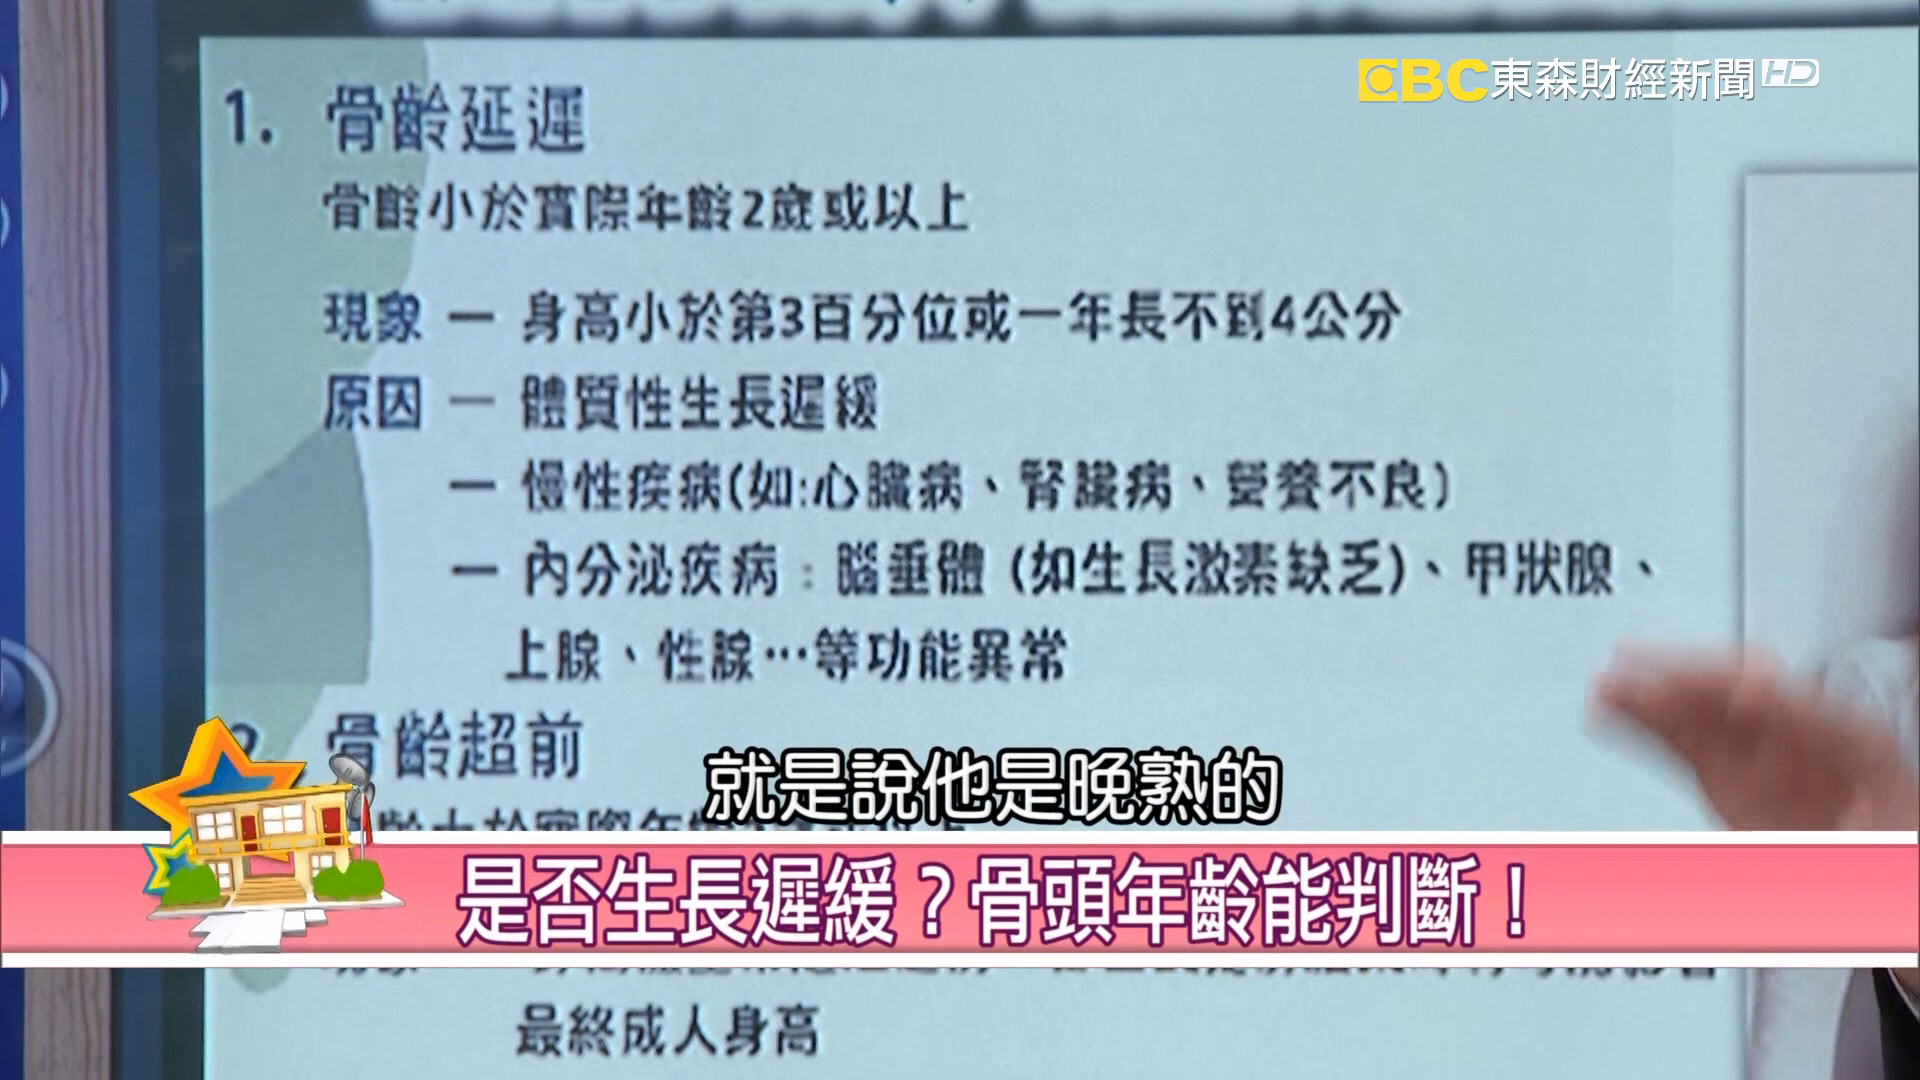 EBC東森財經新聞HD
1. 骨齡延遲
骨齡小於實際年齡2歲或以上
現象 — 身高小於第3百分位或一年長不到4公分
原因 — 體質性生長遲緩
— 慢性疾病(如:心臟病、腎臟病、營養不良)
— 內分泌疾病：腦垂體 (如生長激素缺乏)、甲狀腺、
上腺、性腺…等功能異常
骨齡超前
就是說他是晚熟的
是否生長遲緩？骨頭年齡能判斷！
最終成人身高